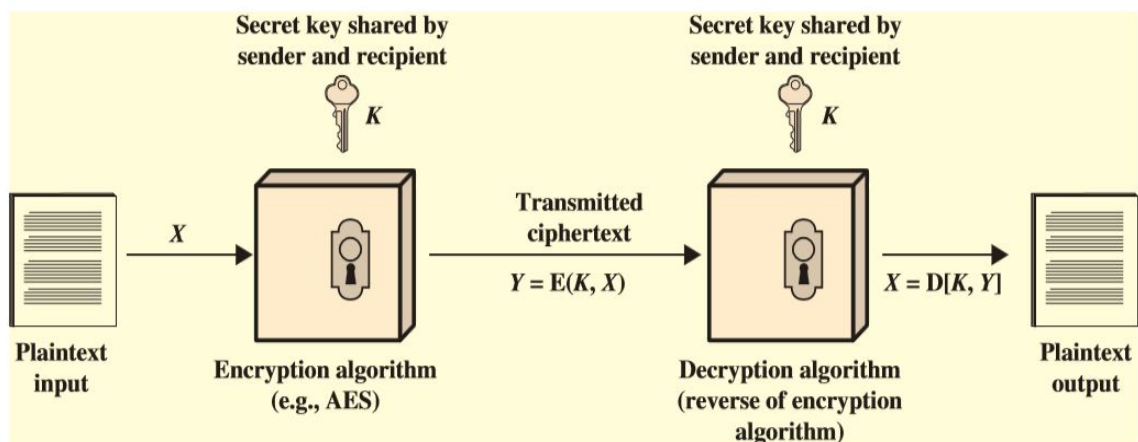 Secret key shared by
sender and recipient
K
Secret key shared by
sender and recipient
K
X
Transmitted
ciphertext
Y = E(K, X)
X = D[K, Y]
Plaintext
input
Encryption algorithm
(e.g., AES)
Decryption algorithm
(reverse of encryption
algorithm)
Plaintext
output